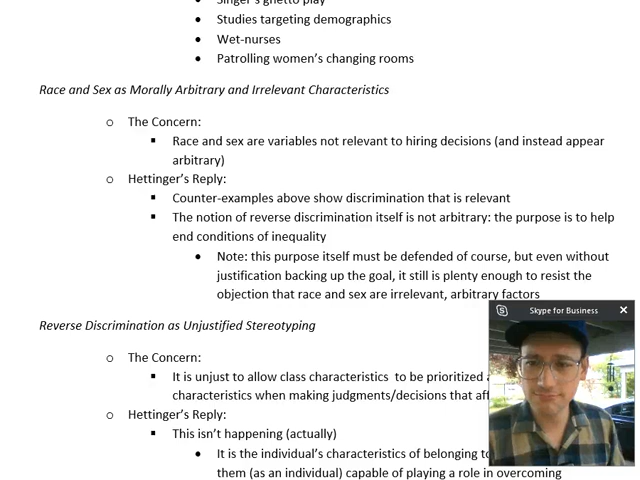 Singer's ghetto play
• Studies targeting demographics
• Wet-nurses
• Patrolling women's changing rooms
Race and Sex as Morally Arbitrary and Irrelevant Characteristics
o The Concern:
▪ Race and sex are variables not relevant to hiring decisions (and instead appear
arbitrary)
o Hettinger's Reply:
▪ Counter-examples above show discrimination that is relevant
▪ The notion of reverse discrimination itself is not arbitrary: the purpose is to help
end conditions of inequality
• Note: this purpose itself must be defended of course, but even without
justification backing up the goal, it still is plenty enough to resist the
objection that race and sex are irrelevant, arbitrary factors
Skype for Business
Reverse Discrimination as Unjustified Stereotyping
o The Concern:
▪ It is unjust to allow class characteristics to be prioritized
characteristics when making judgments/decisions that
o Hettinger's Reply:
▪ This isn't happening (actually)
• It is the individual's characteristics of belonging to
them (as an individual) capable of playing a role in overcoming